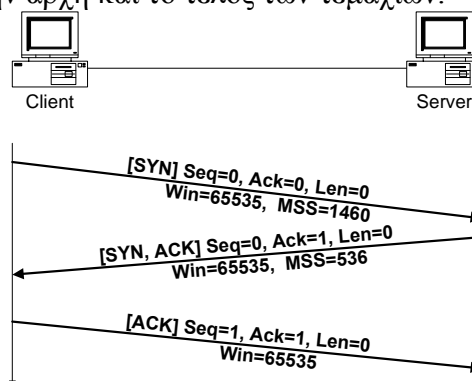 την αρχή και το τέλος των τεμαχίων.
Client Server
[SYN] Seq=0, Ack=0, Len=0
Win=65535, MSS=1460
[SYN, ACK] Seq=0, Ack=1, Len=0
Win=65535, MSS=536
[ACK] Seq=1, Ack=1, Len=0
Win=65535